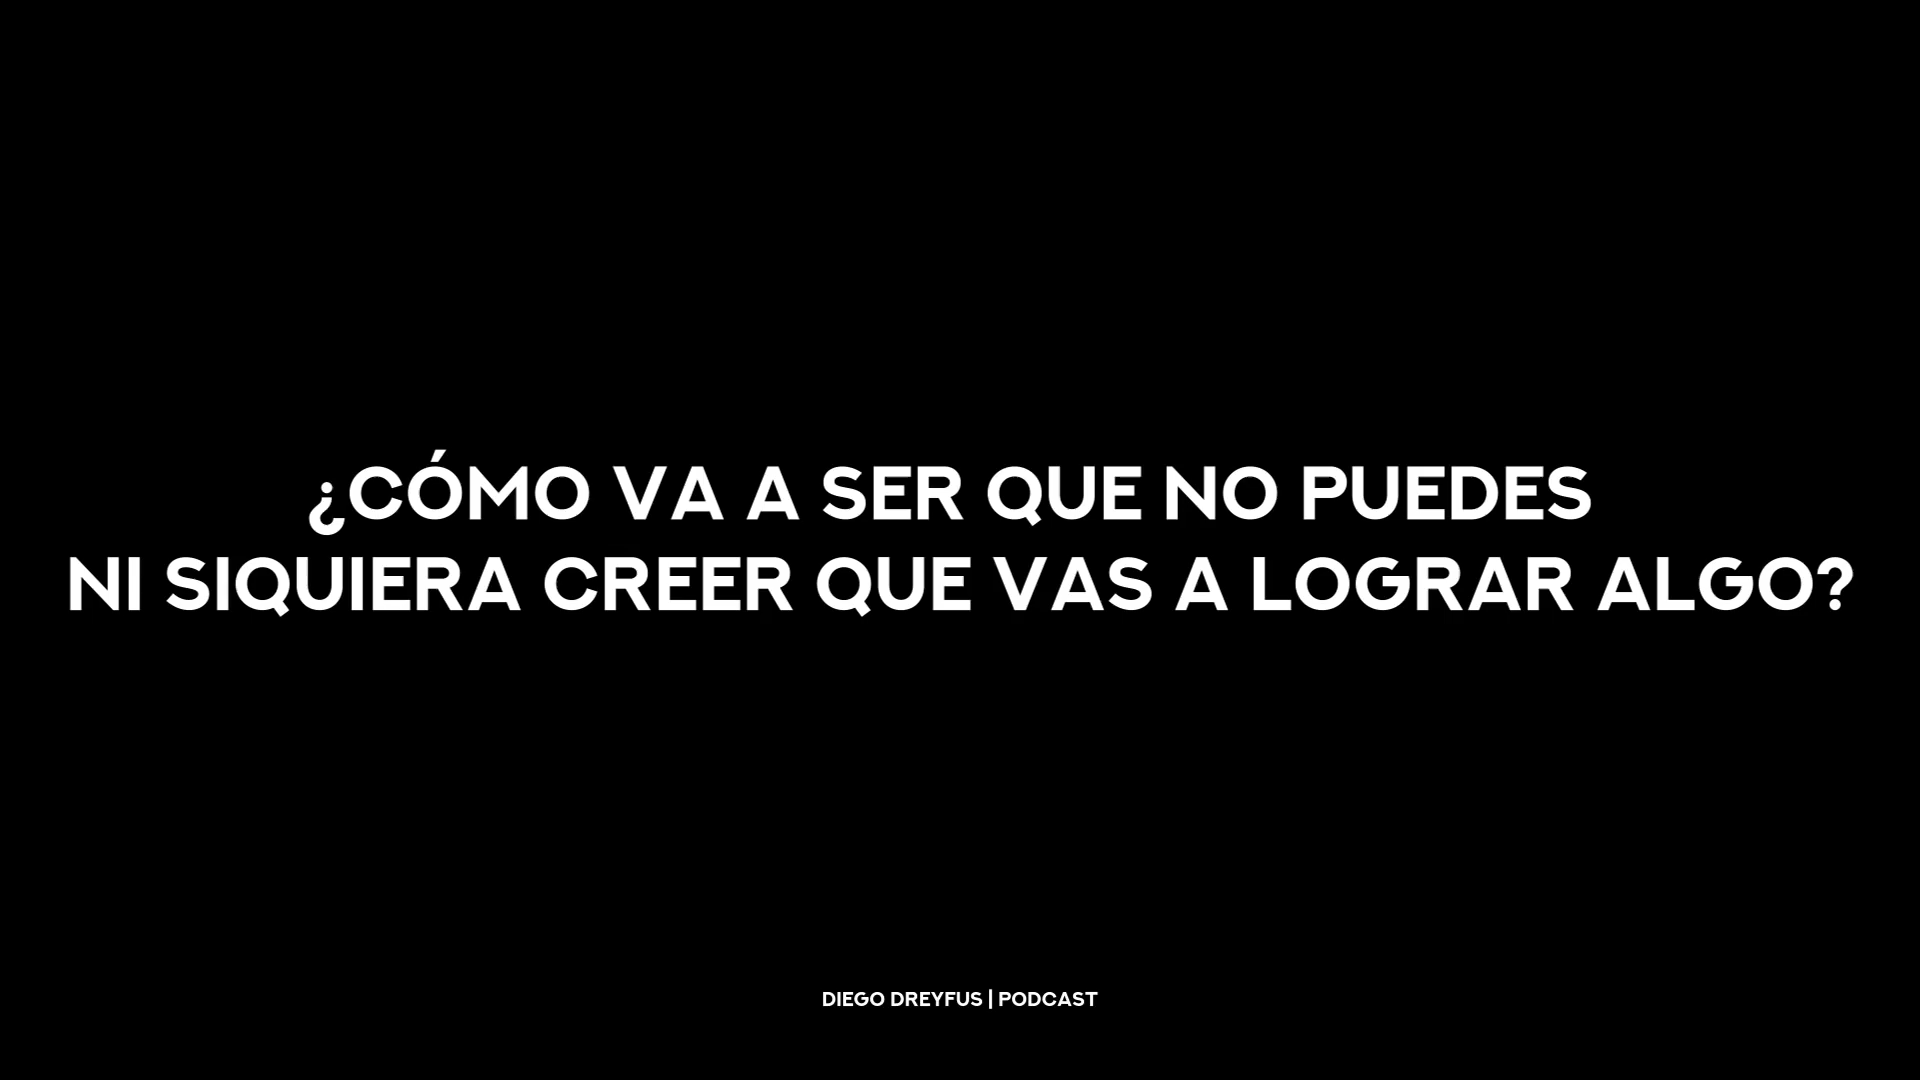 ¿CÓMO VA A SER QUE NO PUEDES
NI SIQUIERA CREER QUE VAS A LOGRAR ALGO?
DIEGO DREYFUS | PODCAST